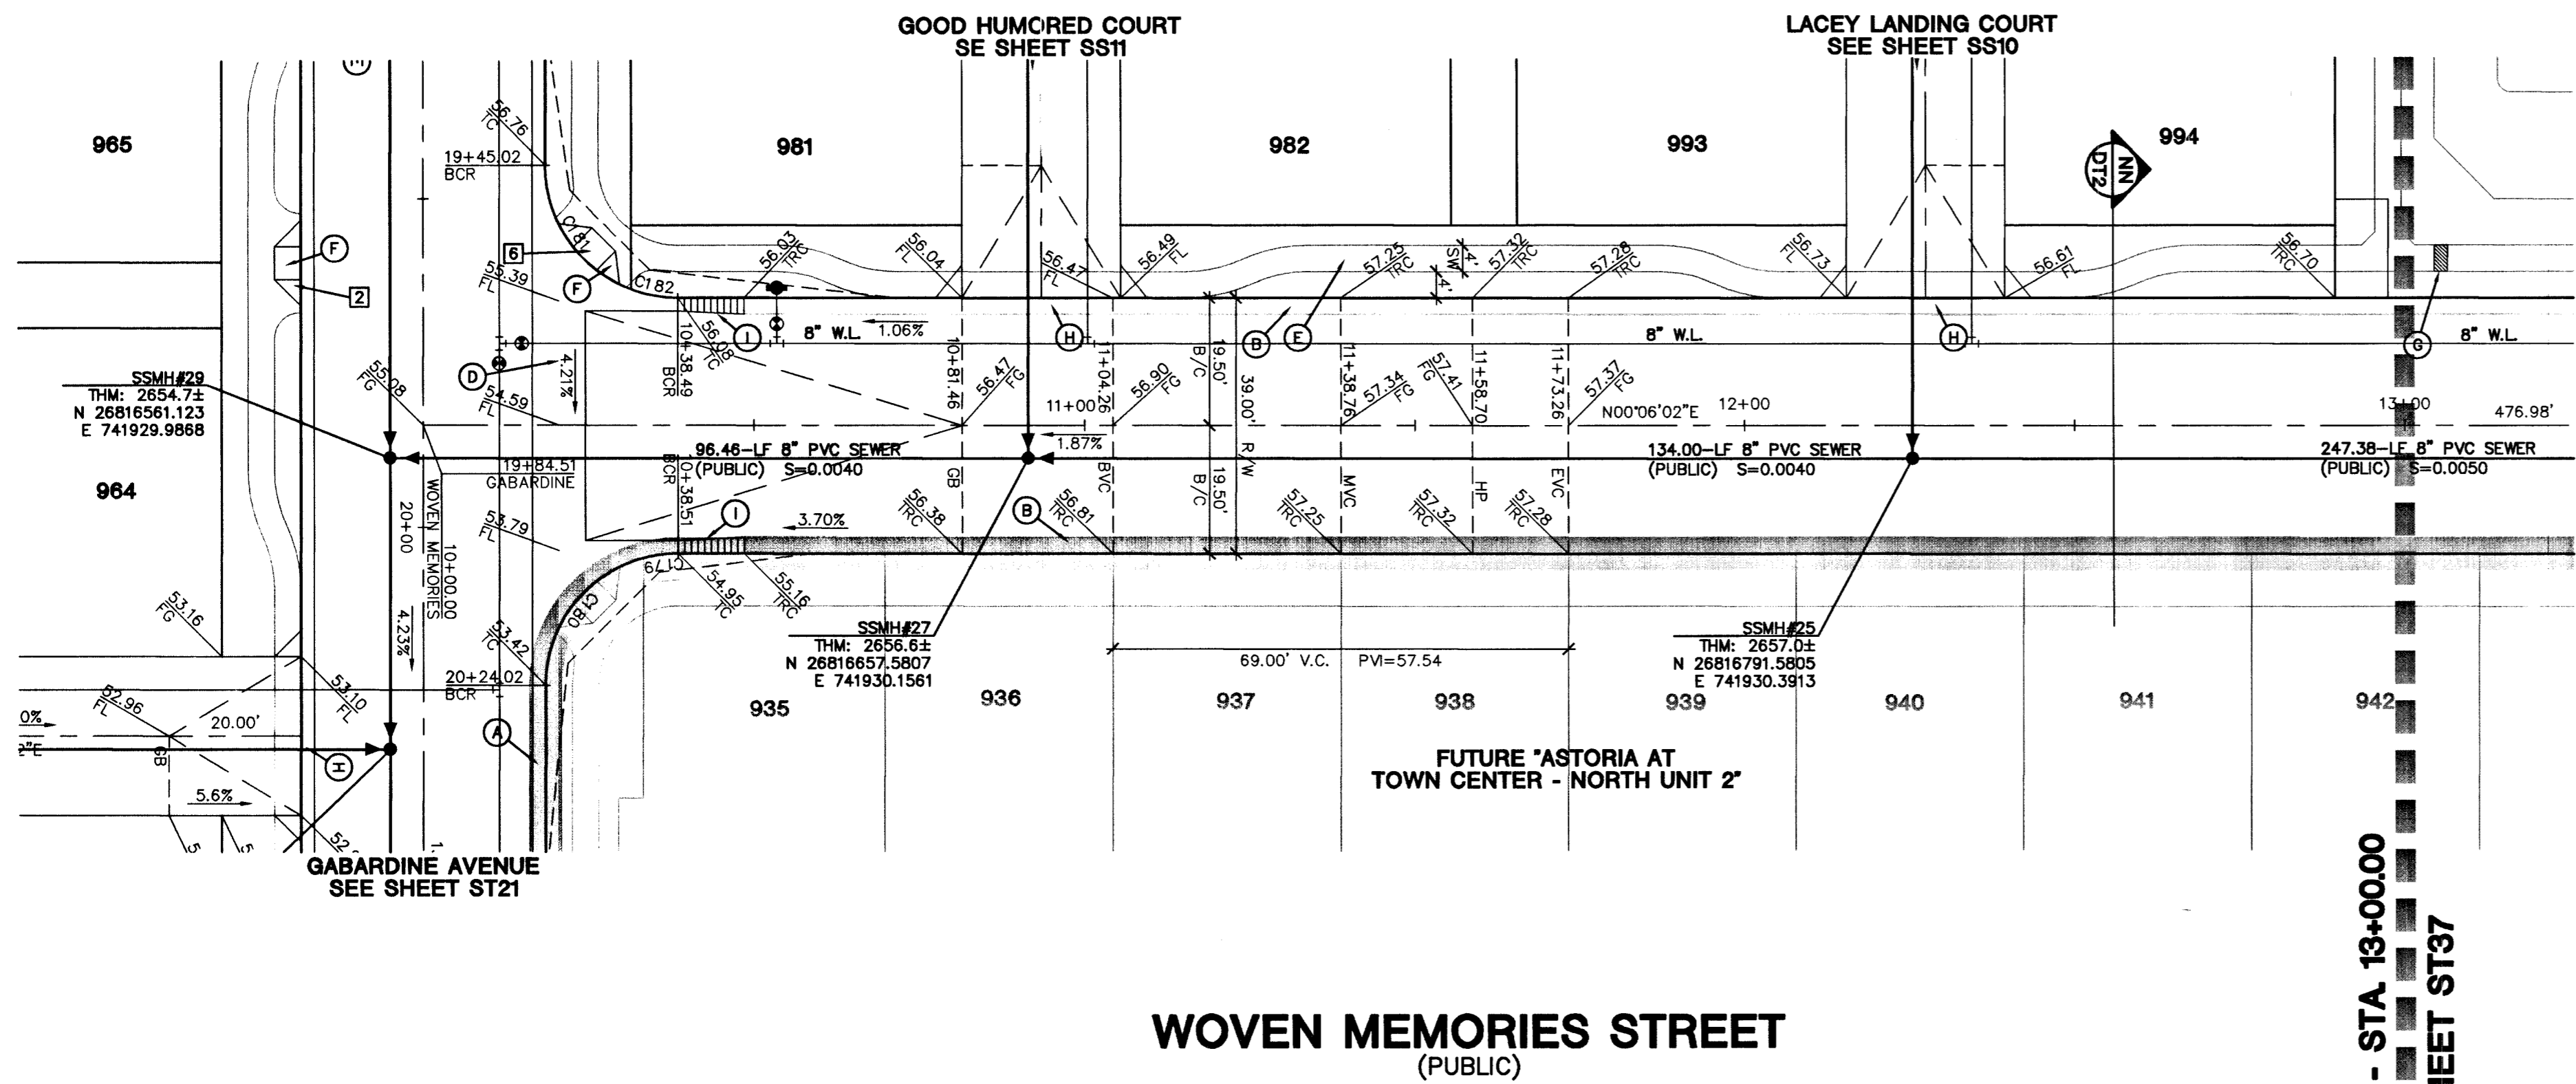 GOOD HUMORED COURT
SE SHEET SS11
LACEY LANDING COURT
SEE SHEET SS10
965
981
982
993
994
NN
DT2
E
56.76
TC
19+45.02
BCR
C181
6
F
F
2
55.39
FL
C182
56.03
TRC
56.04
FL
56.47
FL
56.49
FL
57.25
TRC
4'
SW
4'
57.32
TRC
57.28
TRC
56.73
FL
56.61
FL
56.70
TRC
I
8" W.L.
1.06%
H
B
E
8" W.L.
H
G
8" W.L.
56.08
TC
10+38.49
BCR
D
4.21%
55.08
FG
54.59
FL
10+81.46
GB
56.47
FG
11+00
11+04.26
BVC
56.90
FG
19.50'
B/C
39.00'
R/W
19.50'
B/C
11+38.76
MVC
57.34
FG
57.41
FG
11+58.70
HP
11+73.26
EVC
57.37
FG
N00°06'02"E
12+00
13+00
476.98'
SSMH#29
THM: 2654.7±
N 26816561.123
E 741929.9868
1.87%
96.46-LF 8" PVC SEWER
(PUBLIC) S=0.0040
134.00-LF 8" PVC SEWER
(PUBLIC) S=0.0040
247.38-LF 8" PVC SEWER
(PUBLIC) S=0.0050
19+84.51
GABARDINE
964
WOVEN MEMORIES
10+00.00
20+00
4.23%
10+38.51
BCR
53.79
FL
I
3.70%
56.38
TRC
B
56.81
TRC
57.25
TRC
57.32
TRC
57.28
TRC
C179
C180
54.95
TC
55.16
TRC
53.16
FG
53.42
TC
20+24.02
BCR
53.10
FL
52.96
FL
20.00'
0%
2"E
GB
H
5.6%
A
SSMH#27
THM: 2656.6±
N 26816657.5807
E 741930.1561
69.00' V.C. PVI=57.54
SSMH#25
THM: 2657.0±
N 26816791.5805
E 741930.3913
935
936
937
938
939
940
941
942
FUTURE "ASTORIA AT
TOWN CENTER - NORTH UNIT 2"
5
5
52.
1.
GABARDINE AVENUE
SEE SHEET ST21
WOVEN MEMORIES STREET
(PUBLIC)
- STA. 13+00.00
HEET ST37